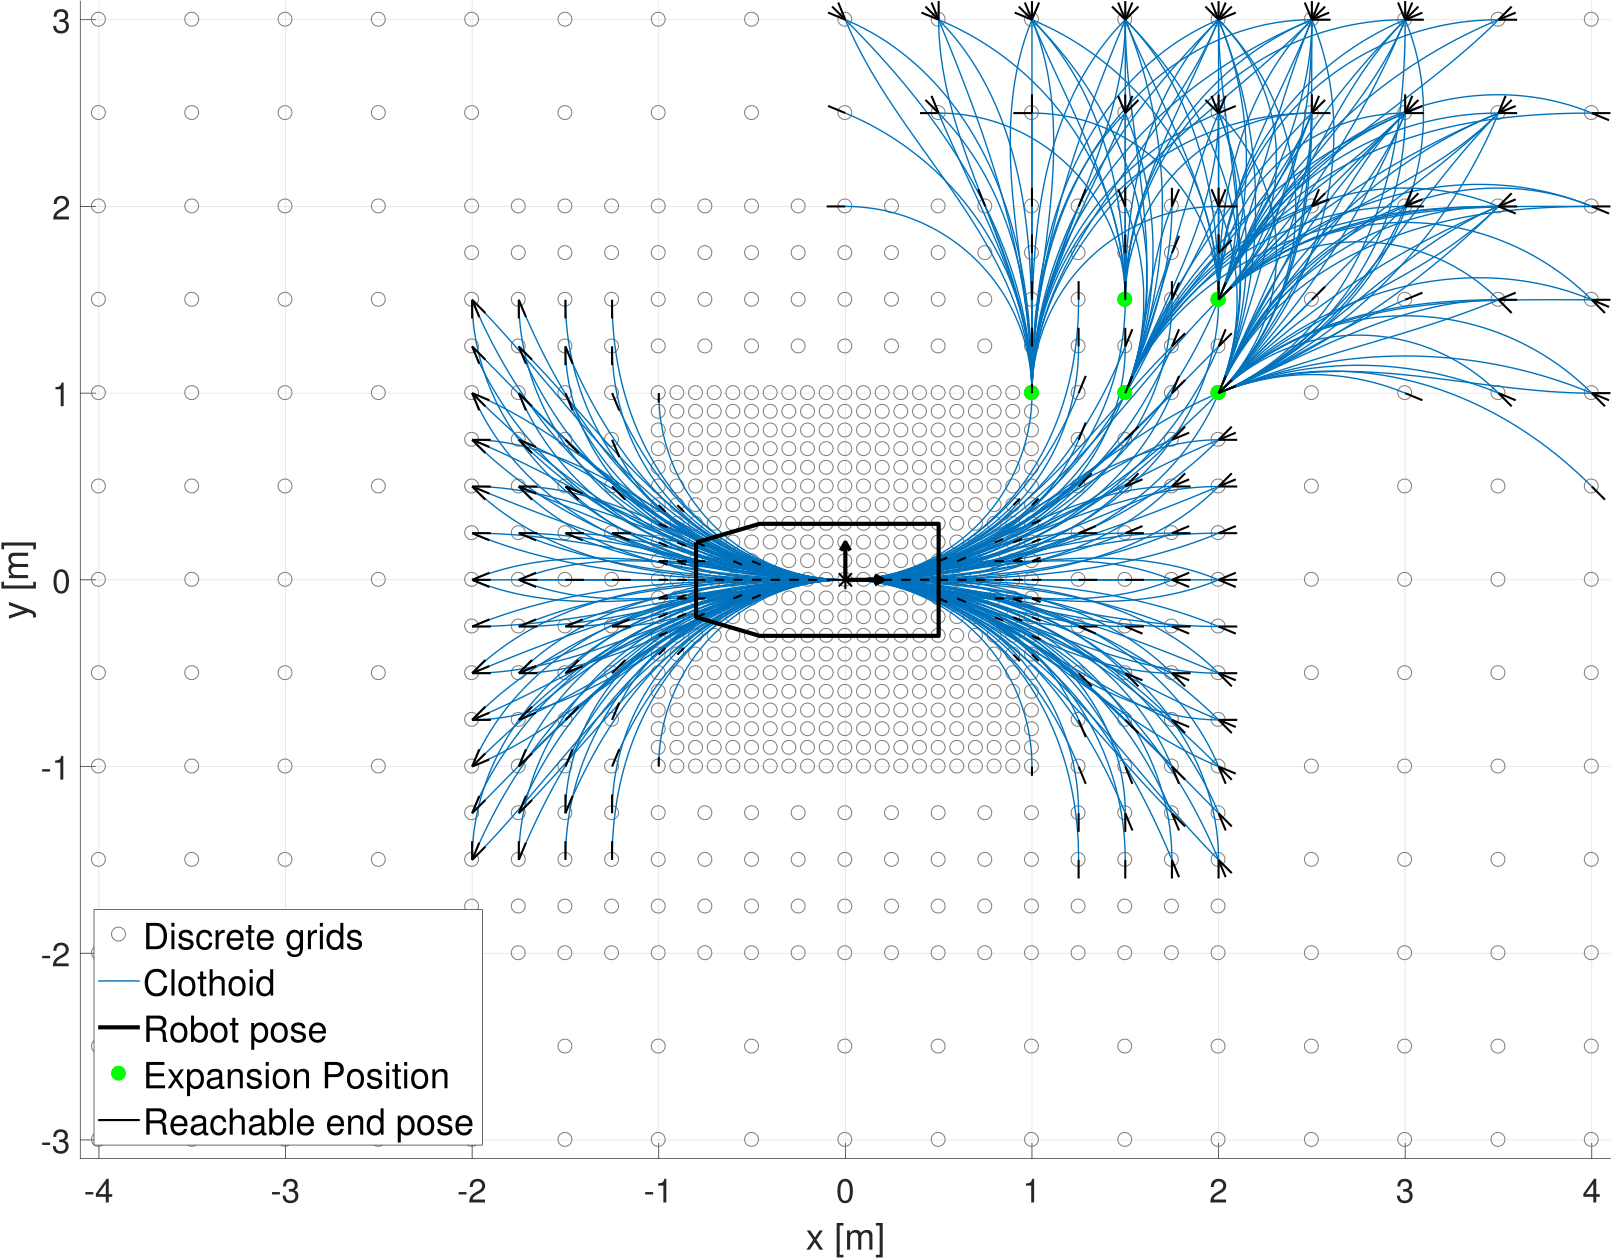 3
2
1
0
-1
-2
-3
y [m]
Discrete grids
Clothoid
Robot pose
Expansion Position
Reachable end pose
-4 -3 -2 -1 0 1 2 3 4
x [m]